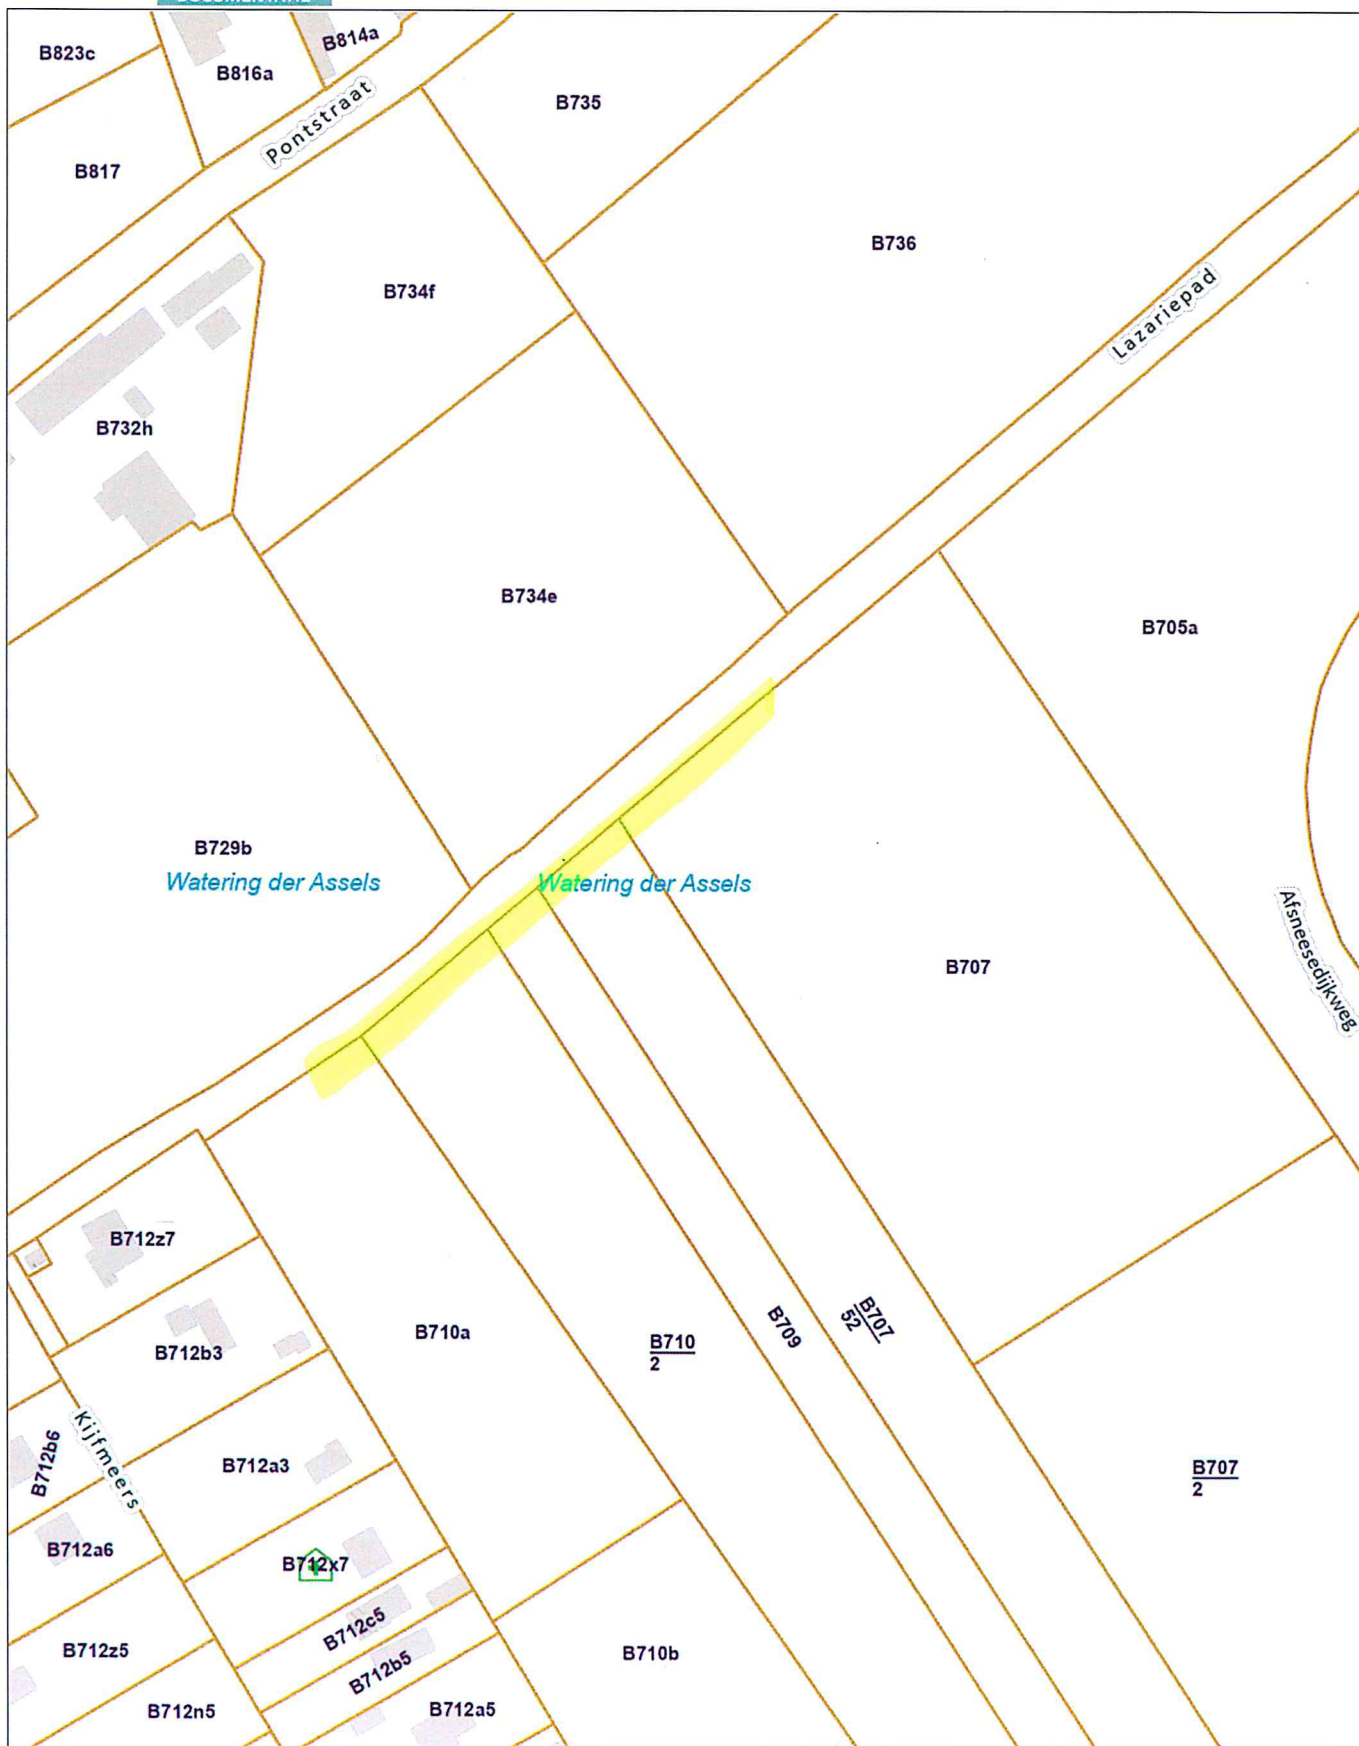 B823c
B816a
B814a
B735
Pontstraat
B817
B736
B734f
Lazariepad
B732h
B734e
B705a
B729b
Watering der Assels
Watering der Assels
B707
Afsneesedijkweg
B712z7
B710a
B710
2
B709
B707
52
B712b3
Kijfmeers
B712b6
B712a3
B707
2
B712a6
B712x7
B712c5
B712z5
B712b5
B710b
B712n5
B712a5